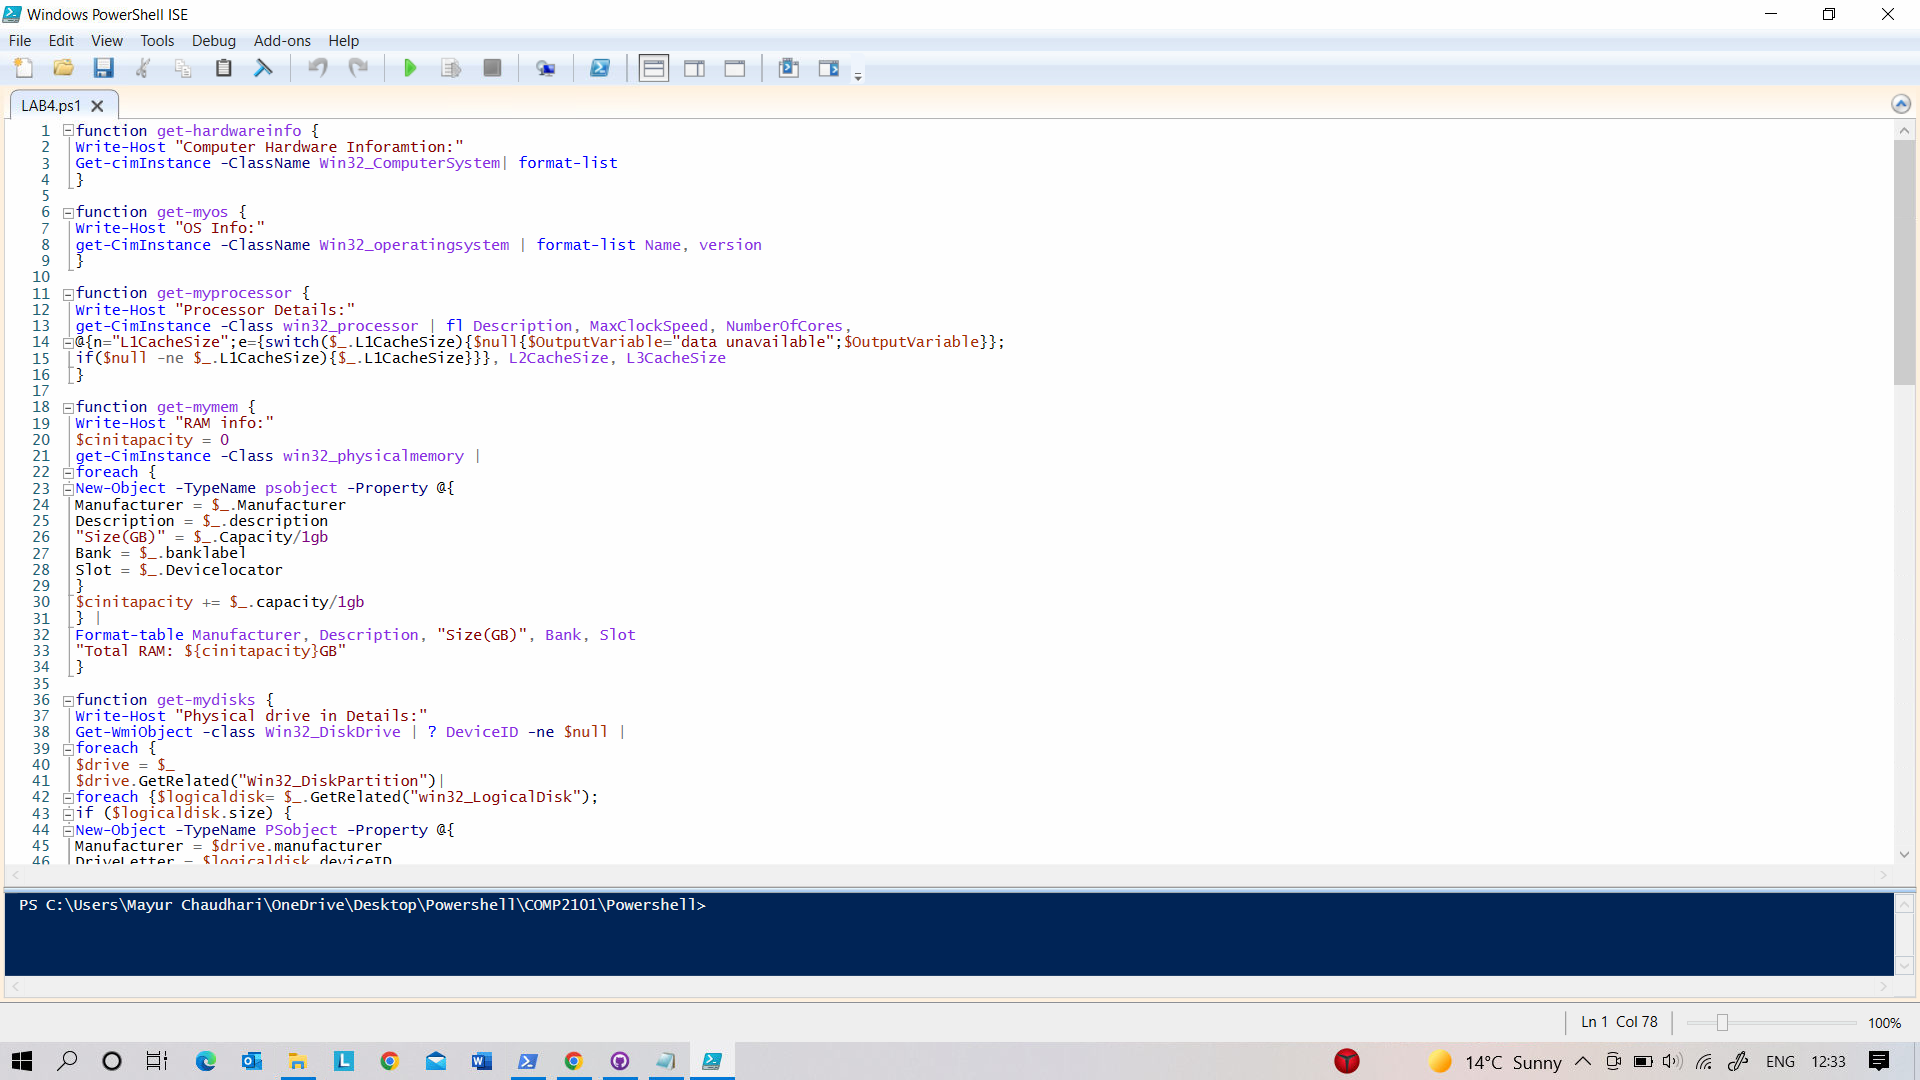 Windows PowerShell ISE
File Edit View Tools Debug Add-ons Help
LAB4.ps1
1 function get-hardwareinfo {
2 Write-Host "Computer Hardware Inforamtion:"
3 Get-cimInstance -ClassName Win32_ComputerSystem| format-list
4 }
5
6 function get-myos {
7 Write-Host "OS Info:"
8 get-CimInstance -ClassName Win32_operatingsystem | format-list Name, version
9 }
10
11 function get-myprocessor {
12 Write-Host "Processor Details:"
13 get-CimInstance -Class win32_processor | fl Description, MaxClockSpeed, NumberOfCores,
14 @{n="L1CacheSize";e={switch($_.L1CacheSize){$null{$OutputVariable="data unavailable";$OutputVariable}};
15 if($null -ne $_.L1CacheSize){$_.L1CacheSize}}}, L2CacheSize, L3CacheSize
16 }
17
18 function get-mymem {
19 Write-Host "RAM info:"
20 $cinitapacity = 0
21 get-CimInstance -Class win32_physicalmemory |
22 foreach {
23 New-Object -TypeName psobject -Property @{
24 Manufacturer = $_.Manufacturer
25 Description = $_.description
26 "Size(GB)" = $_.Capacity/1gb
27 Bank = $_.banklabel
28 Slot = $_.Devicelocator
29 }
30 $cinitapacity += $_.capacity/1gb
31 } |
32 Format-table Manufacturer, Description, "Size(GB)", Bank, Slot
33 "Total RAM: ${cinitapacity}GB"
34 }
35
36 function get-mydisks {
37 Write-Host "Physical drive in Details:"
38 Get-WmiObject -class Win32_DiskDrive | ? DeviceID -ne $null |
39 foreach {
40 $drive = $_
41 $drive.GetRelated("Win32_DiskPartition")|
42 foreach {$logicaldisk= $_.GetRelated("win32_LogicalDisk");
43 if ($logicaldisk.size) {
44 New-Object -TypeName PSobject -Property @{
45 Manufacturer = $drive.manufacturer
46 DriveLetter = $logicaldisk.deviceID
PS C:\Users\Mayur Chaudhari\OneDrive\Desktop\Powershell\COMP2101\Powershell>
Ln 1 Col 78 100%
14°C Sunny ENG 12:33